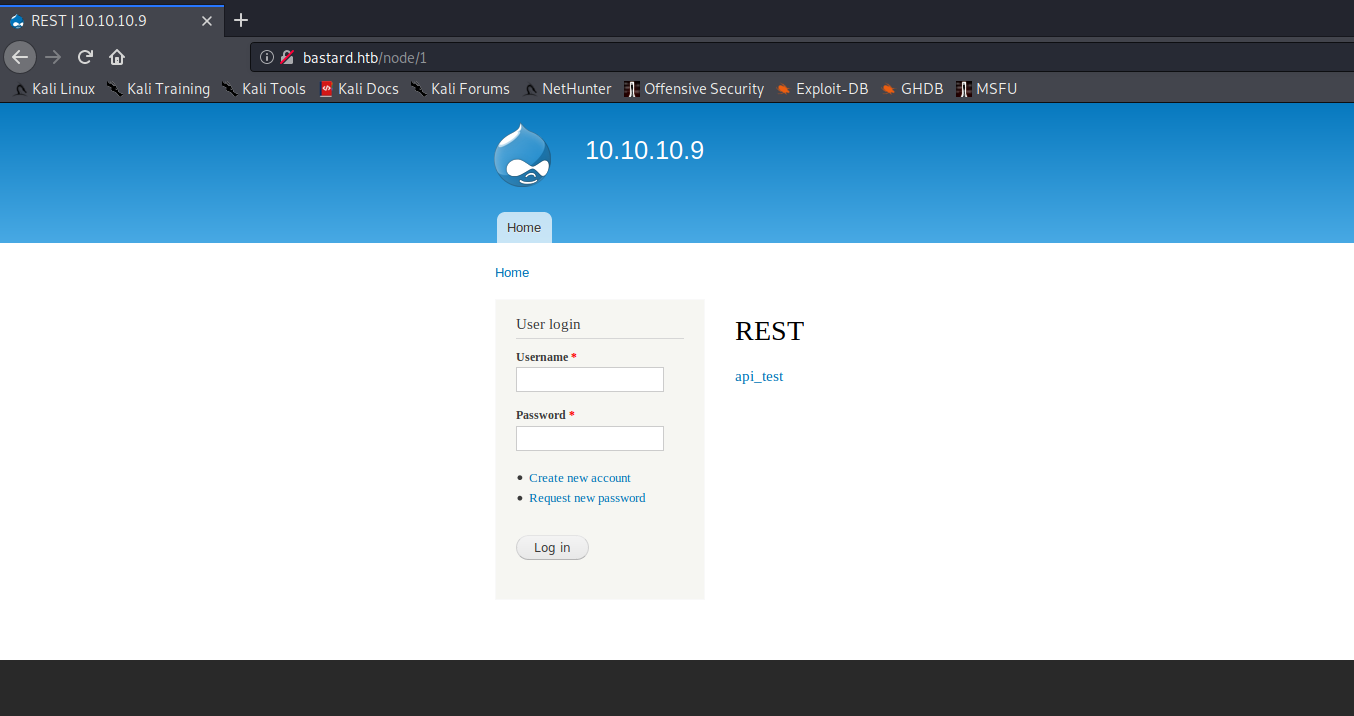 REST | 10.10.10.9
bastard.htb/node/1
Kali Linux Kali Training Kali Tools Kali Docs Kali Forums NetHunter Offensive Security Exploit-DB GHDB MSFU
10.10.10.9
Home
Home
User login
Username *
Password *
Create new account
Request new password
Log in
REST
api_test